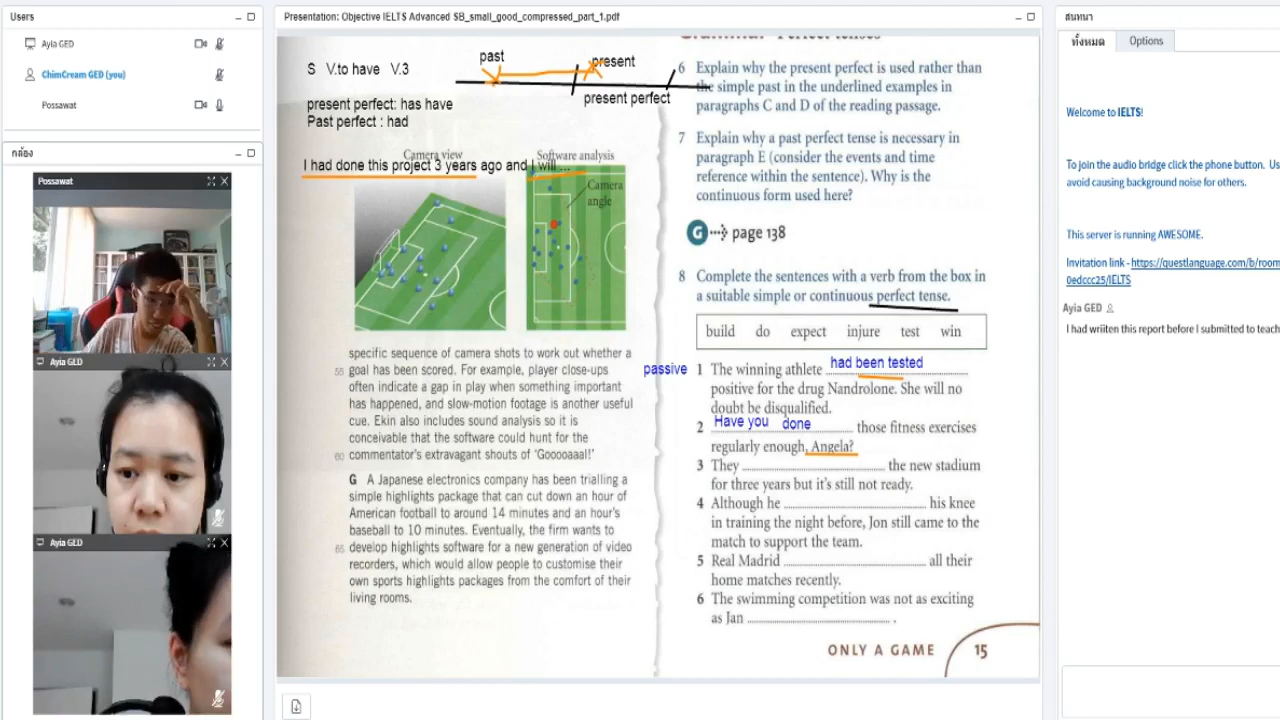 Users
Ayia GED
ChimCream GED (you)
Possawat
กล้อง
Possawat
Ayia GED
Ayia GED
Presentation: Objective IELTS Advanced SB_small_good_compressed_part_1.pdf
S V.to have V.3
past
present
present perfect
present perfect: has have
Past perfect : had
I had done this project 3 years ago and I will ...
Camera view
Software analysis
Camera
angle
specific sequence of camera shots to work out whether a
55 goal has been scored. For example, player close-ups
often indicate a gap in play when something important
has happened, and slow-motion footage is another useful
cue. Ekin also includes sound analysis so it is
conceivable that the software could hunt for the
60 commentator's extravagant shouts of 'Gooooaaal!'
G A Japanese electronics company has been trialling a
simple highlights package that can cut down an hour of
American football to around 14 minutes and an hour's
baseball to 10 minutes. Eventually, the firm wants to
65 develop highlights software for a new generation of video
recorders, which would allow people to customise their
own sports highlights packages from the comfort of their
living rooms.
Perfect tenses
6 Explain why the present perfect is used rather than
the simple past in the underlined examples in
paragraphs C and D of the reading passage.
7 Explain why a past perfect tense is necessary in
paragraph E (consider the events and time
reference within the sentence). Why is the
continuous form used here?
G page 138
8 Complete the sentences with a verb from the box in
a suitable simple or continuous perfect tense.
build do expect injure test win
passive 1 The winning athlete had been tested
positive for the drug Nandrolone. She will no
doubt be disqualified.
2 Have you done those fitness exercises
regularly enough, Angela?
3 They ........................ the new stadium
for three years but it's still not ready.
4 Although he ........................ his knee
in training the night before, Jon still came to the
match to support the team.
5 Real Madrid ........................ all their
home matches recently.
6 The swimming competition was not as exciting
as Jan ........................ .
ONLY A GAME 15
สนทนา
ทั้งหมด Options
Welcome to IELTS!
To join the audio bridge click the phone button. Us
avoid causing background noise for others.
This server is running AWESOME.
Invitation link - https://questlanguage.com/b/room
0edccc25/IELTS
Ayia GED
I had wriiten this report before I submitted to teach